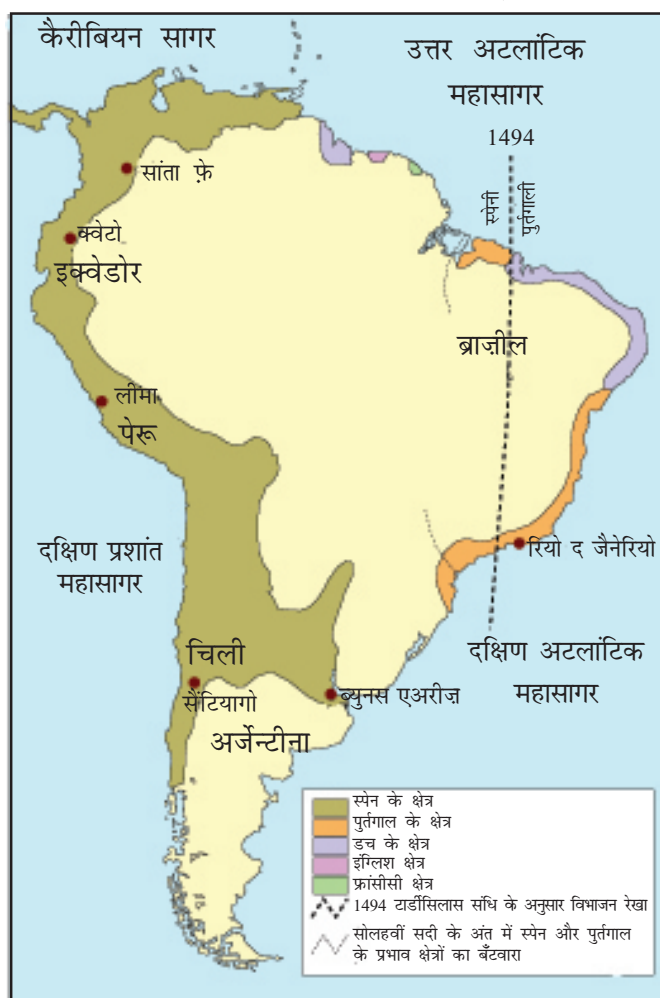 कैरीबियन सागर
उत्तर अटलांटिक
महासागर
1494
स्पेनी
पुर्तगाली
सांता फ़े
क्वेटो
इक्वेडोर
ब्राज़ील
लीमा
पेरू
दक्षिण प्रशांत
महासागर
रियो द जैनेरियो
चिली
सैंटियागो
दक्षिण अटलांटिक
महासागर
ब्युनस एअरीज़
अर्जेन्टीना
स्पेन के क्षेत्र
पुर्तगाल के क्षेत्र
डच के क्षेत्र
इंग्लिश क्षेत्र
फ्रांसीसी क्षेत्र
1494 टार्डीसिलास संधि के अनुसार विभाजन रेखा
सोलहवीं सदी के अंत में स्पेन और पुर्तगाल
के प्रभाव क्षेत्रों का बँटवारा